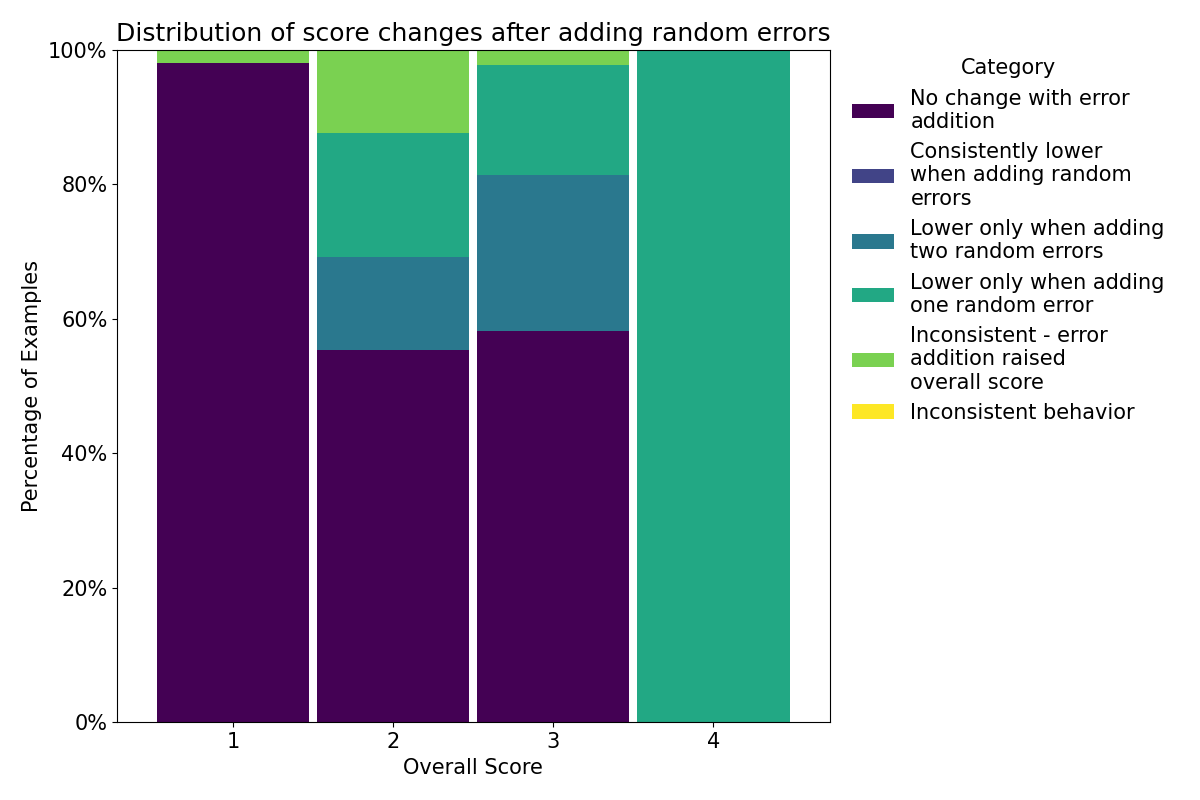 Distribution of score changes after adding random errors
100%
80%
60%
40%
20%
0%
Percentage of Examples
1
2
3
4
Overall Score
Category
No change with error
addition
Consistently lower
when adding random
errors
Lower only when adding
two random errors
Lower only when adding
one random error
Inconsistent - error
addition raised
overall score
Inconsistent behavior